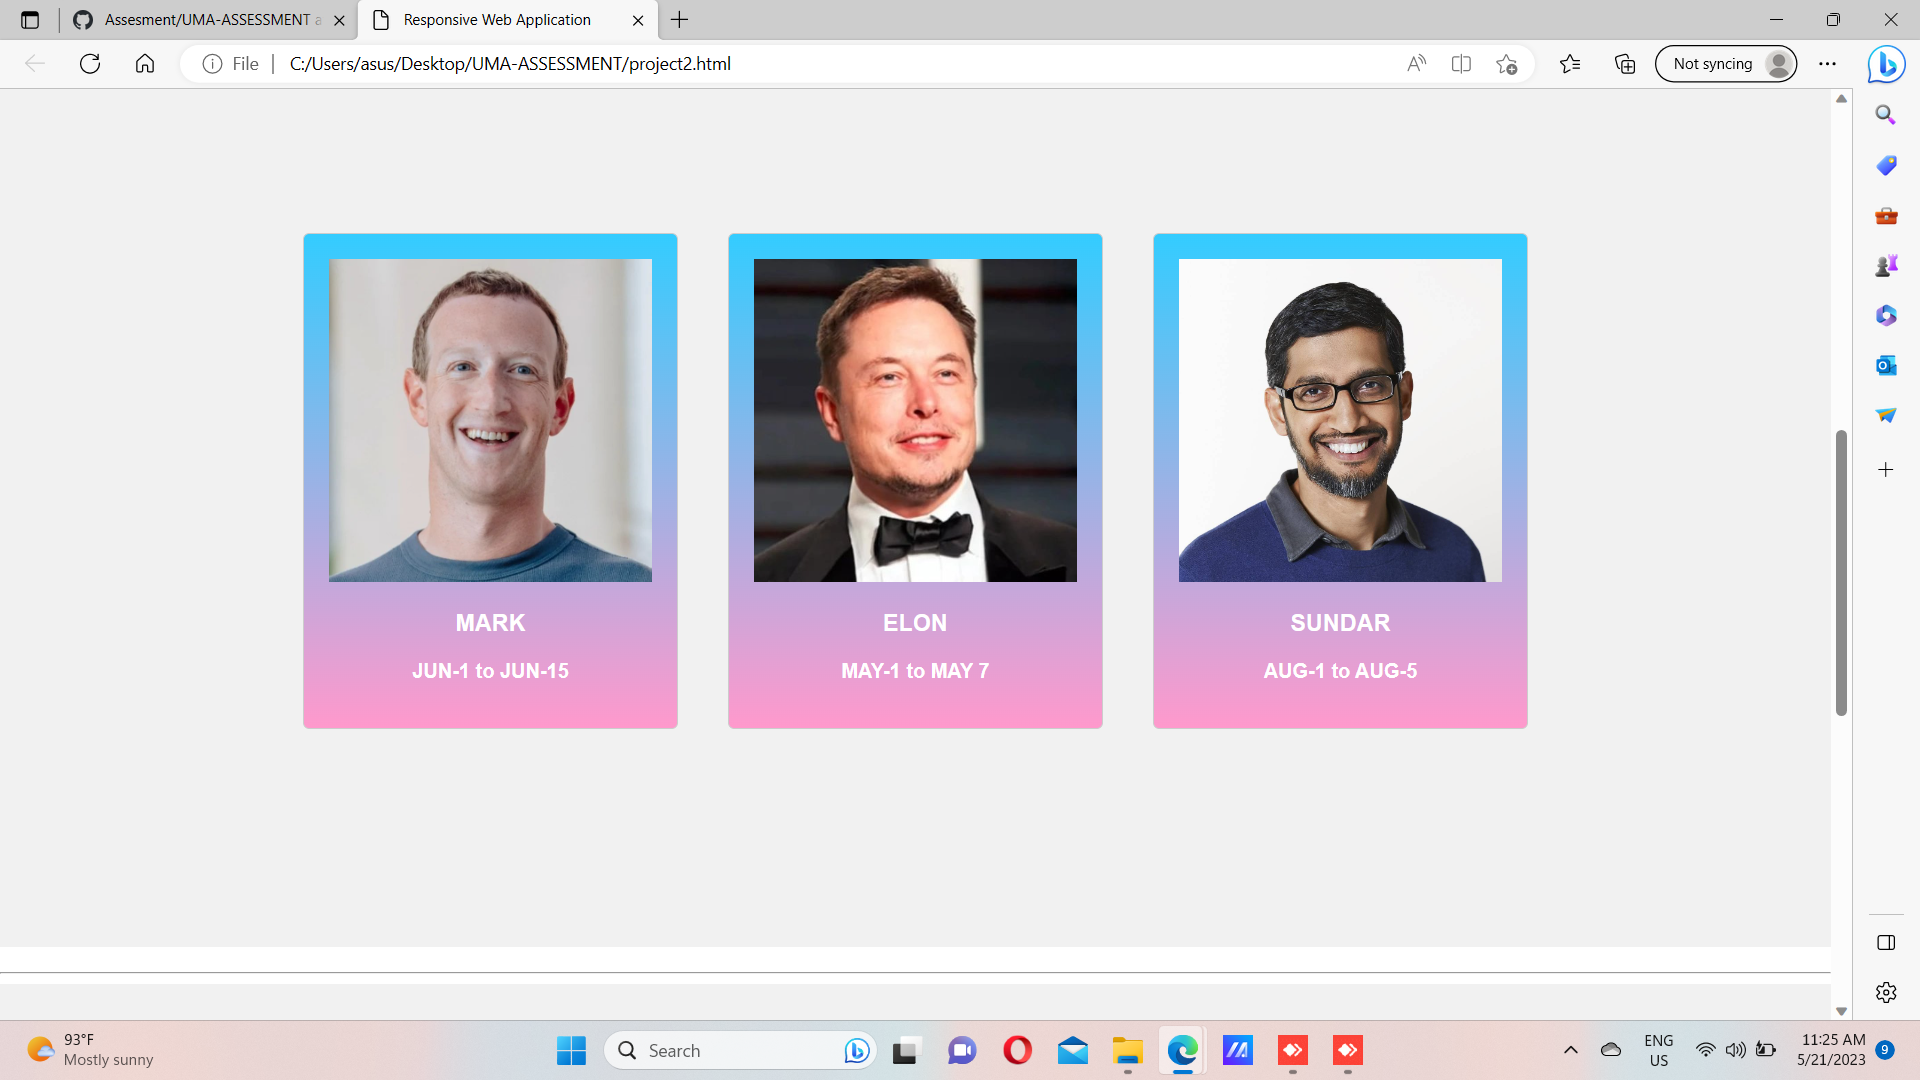 Assesment/UMA-ASSESSMENT a
Responsive Web Application
File
C:/Users/asus/Desktop/UMA-ASSESSMENT/project2.html
Not syncing
MARK
JUN-1 to JUN-15
ELON
MAY-1 to MAY 7
SUNDAR
AUG-1 to AUG-5
93°F
Mostly sunny
Search
ENG
US
11:25 AM
5/21/2023
9